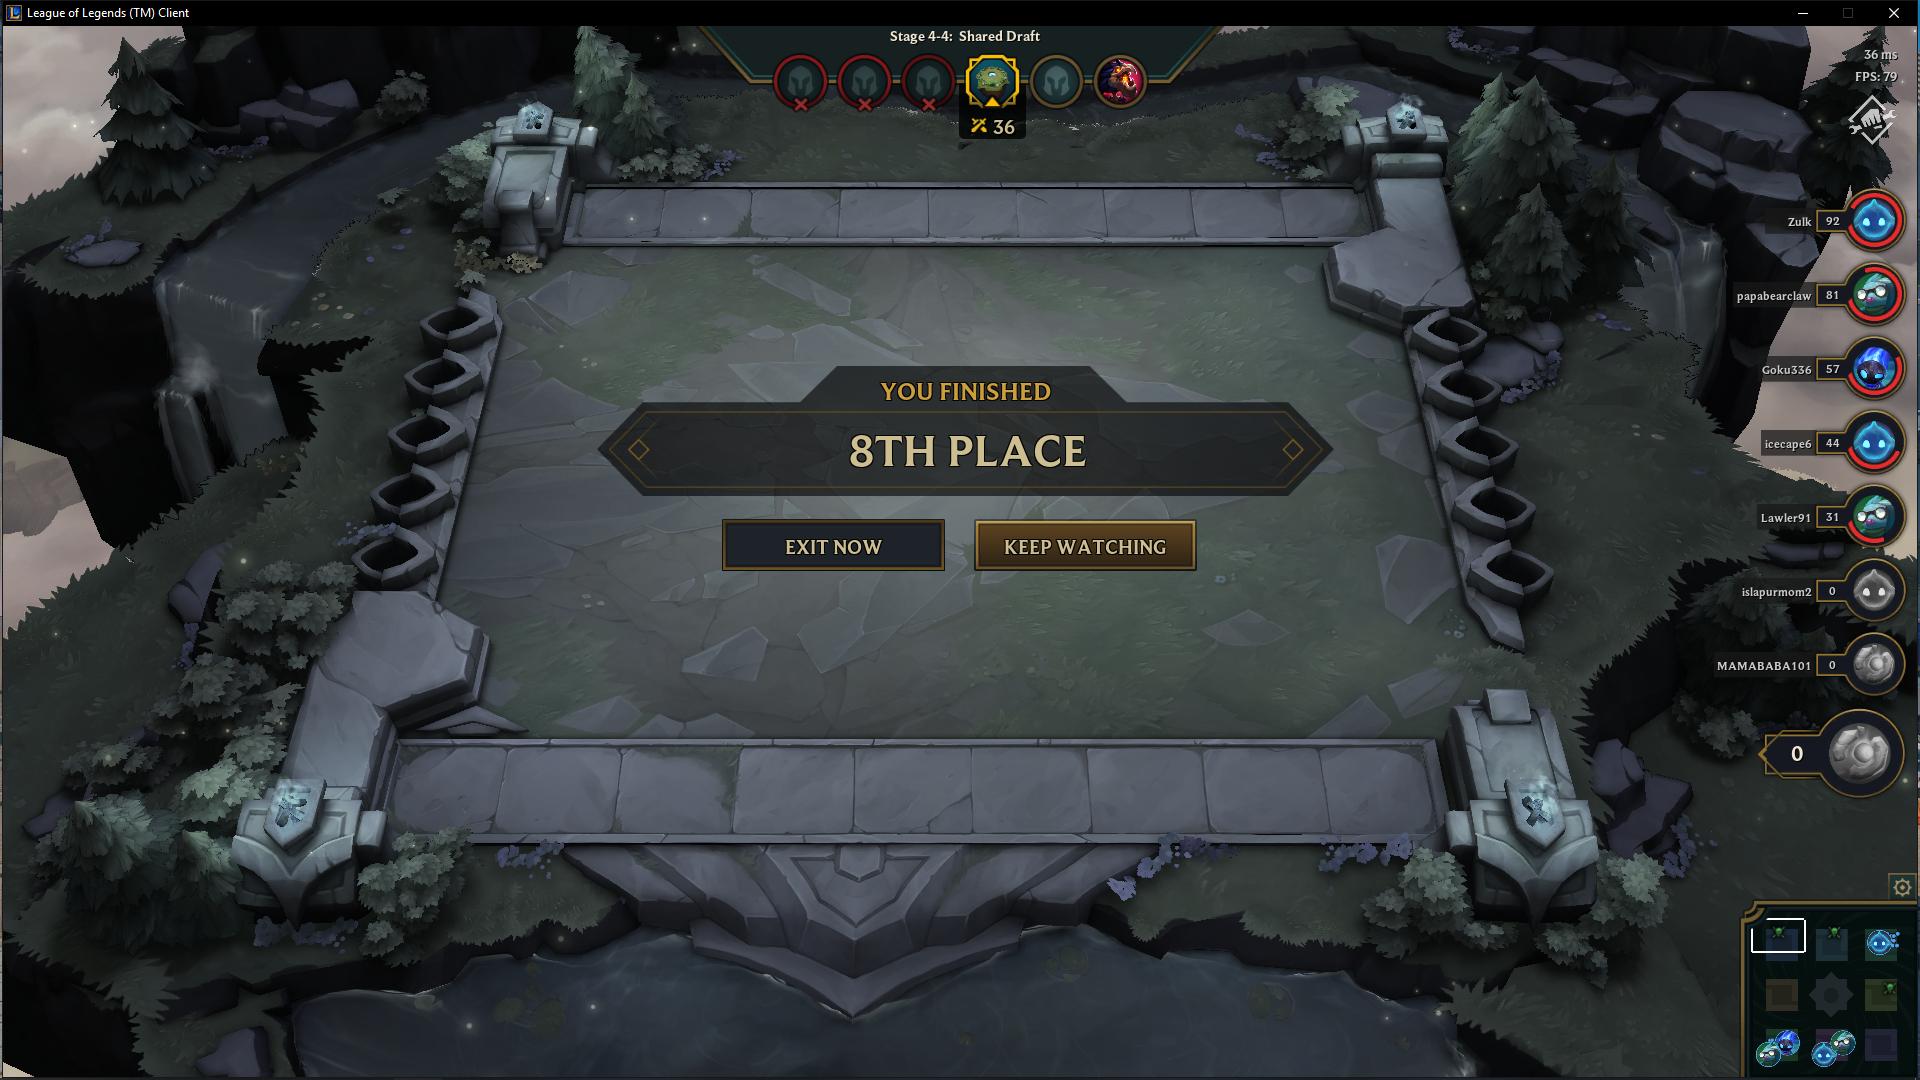 League of Legends (TM) Client
Stage 4-4: Shared Draft
36
36 ms
FPS: 79
Zulk 92
papabearclaw 81
Goku336 57
icecape6 44
Lawler91 31
islapurmom2 0
MAMABABA101 0
0
YOU FINISHED
8TH PLACE
EXIT NOW
KEEP WATCHING